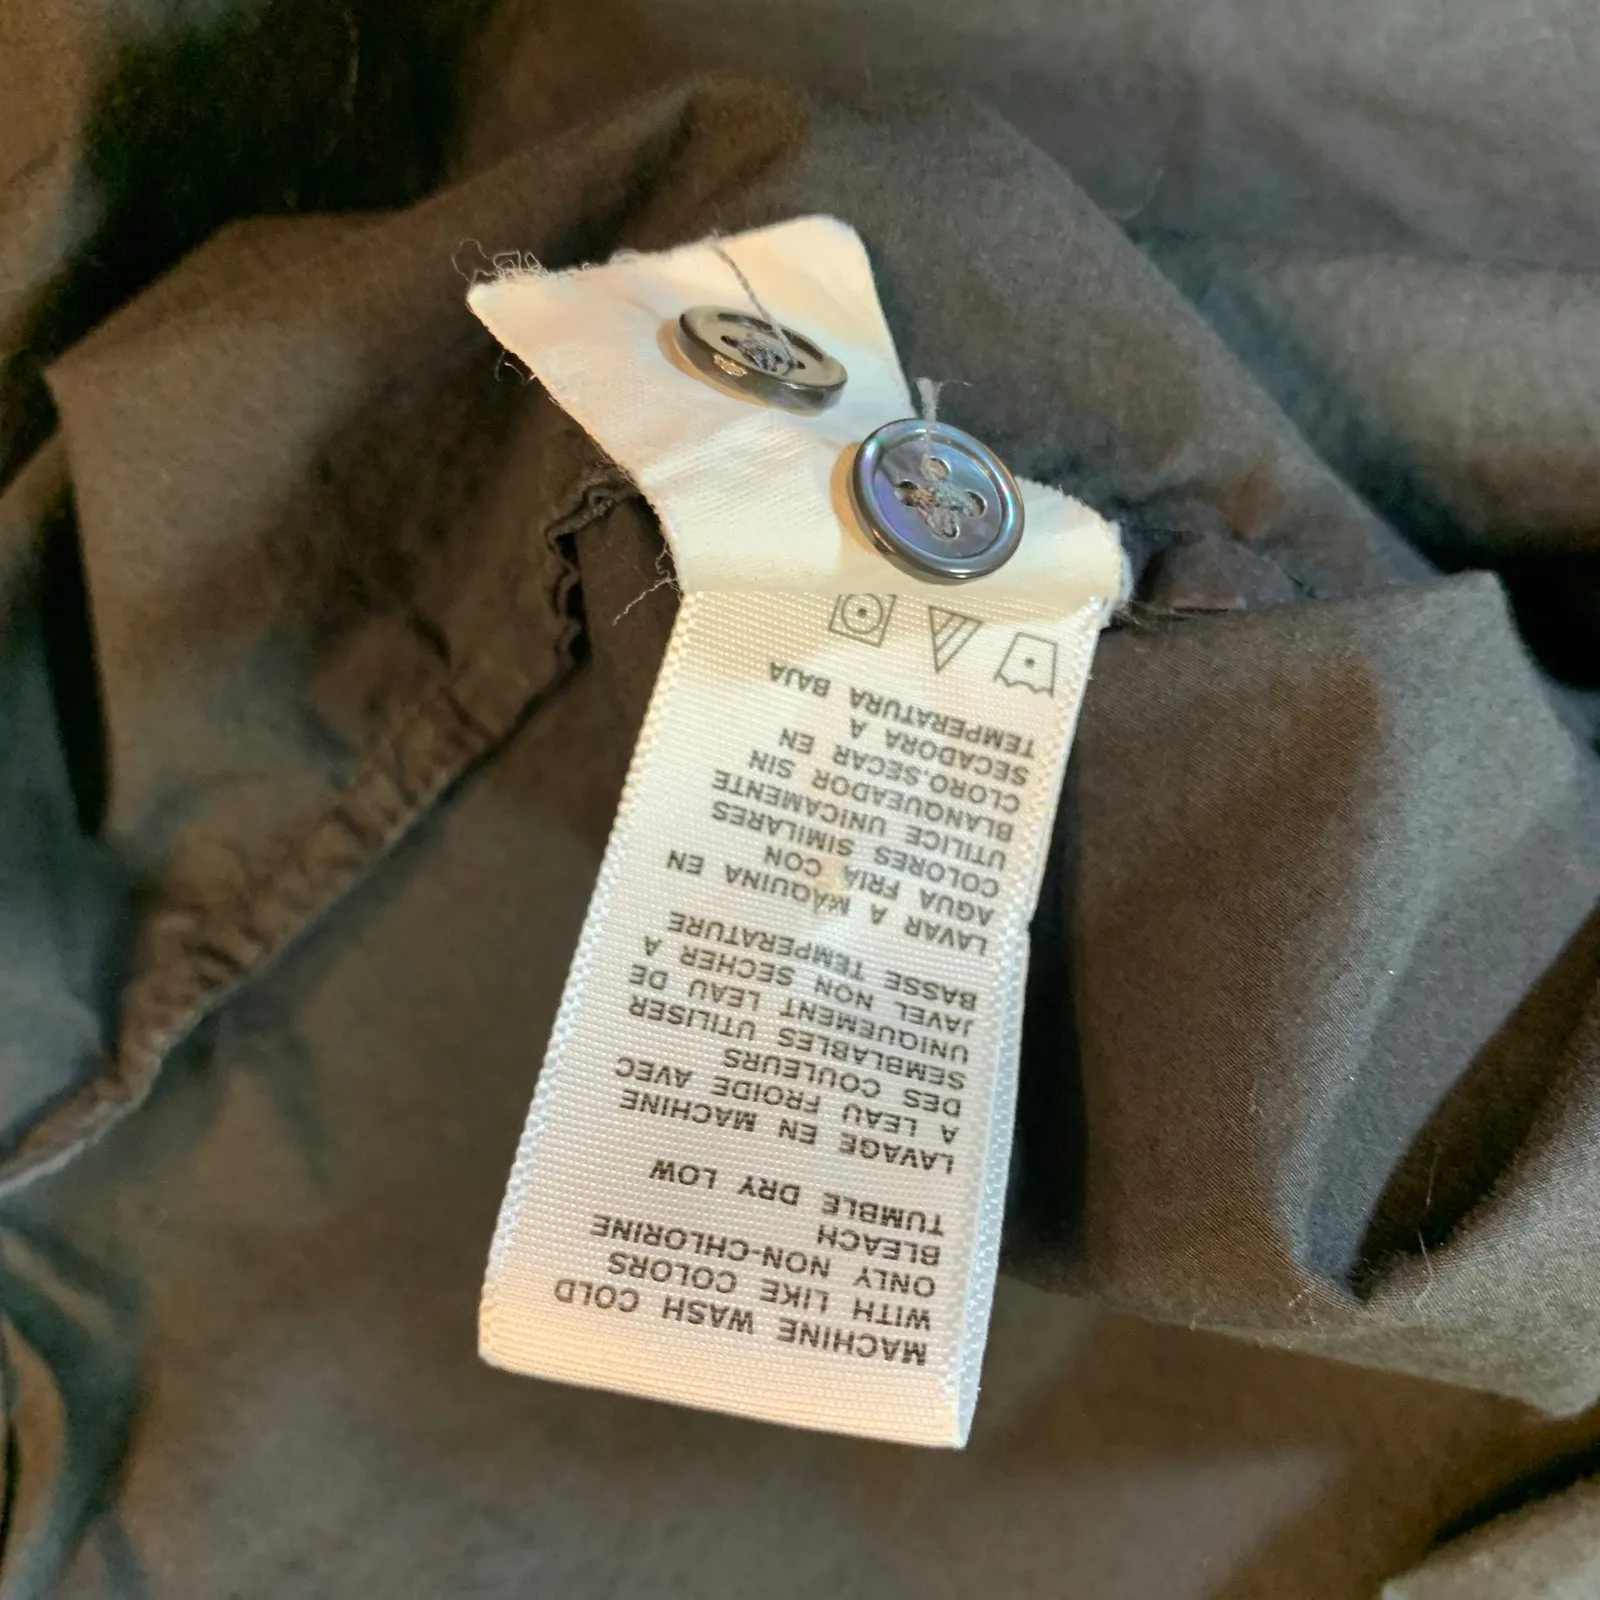 MACHINE WASH COLD
WITH LIKE COLORS
ONLY NON-CHLORINE
BLEACH
TUMBLE DRY LOW
LAVAGE EN MACHINE
A LEAU FROIDE AVEC
DES COULEURS
SEMBLABLES UTILISER
UNIQUEMENT LEAU DE
JAVEL NON SECHER A
BASSE TEMPERATURE
LAVAR A MAQUINA EN
AGUA FRIA CON
COLORES SIMILARES
UTILICE UNICAMENTE
BLANQUEADOR SIN
CLORO.SECAR EN
SECADORA A
TEMPERATURA BAJA